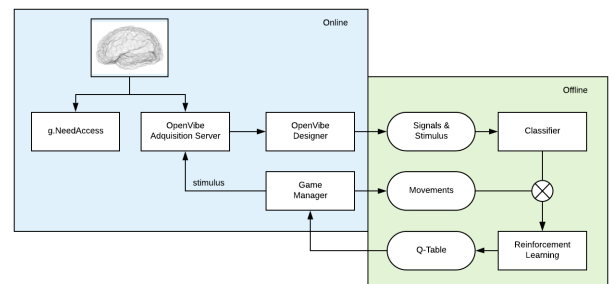 Online
Offline
g.NeedAccess
OpenVibe
Adquisition Server
OpenVibe
Designer
Signals &
Stimulus
Classifier
stimulus
Game
Manager
Movements
Q-Table
Reinforcement
Learning